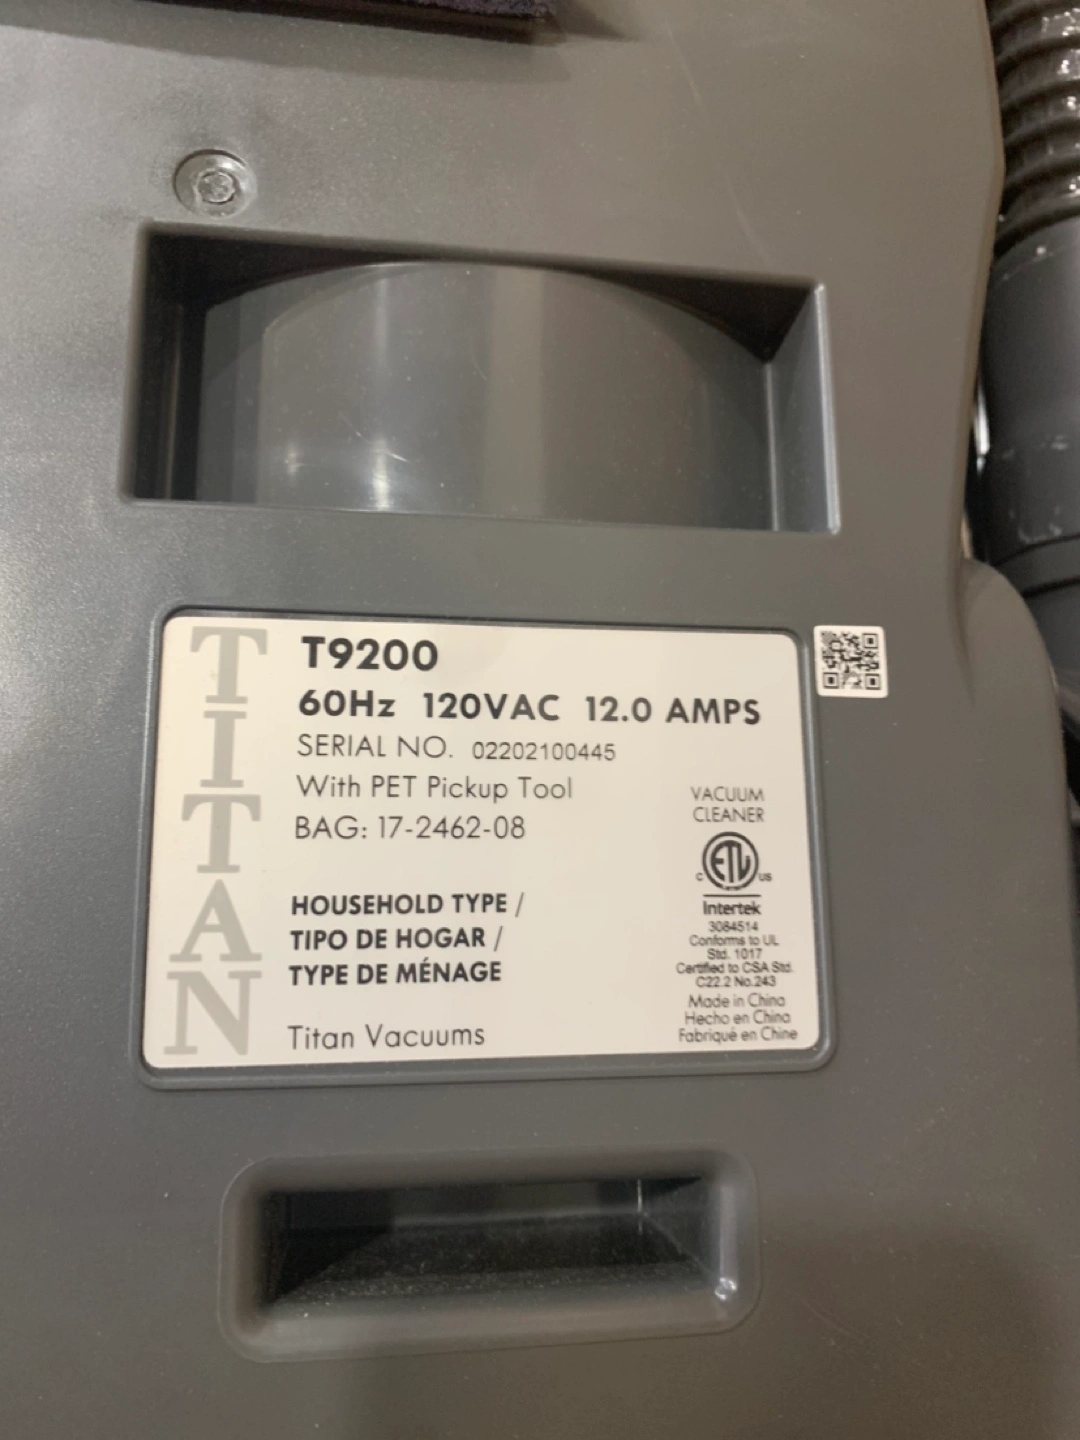 TITAN
T9200
60Hz 120VAC 12.0 AMPS
SERIAL NO. 02202100445
With PET Pickup Tool
BAG: 17-2462-08
HOUSEHOLD TYPE /
TIPO DE HOGAR /
TYPE DE MÉNAGE
Titan Vacuums
VACUUM
CLEANER
C ETL US
Intertek
3084514
Conforms to UL
Std. 1017
Certified to CSA Std.
C22.2 No.243
Made in China
Hecho en China
Fabriqué en Chine